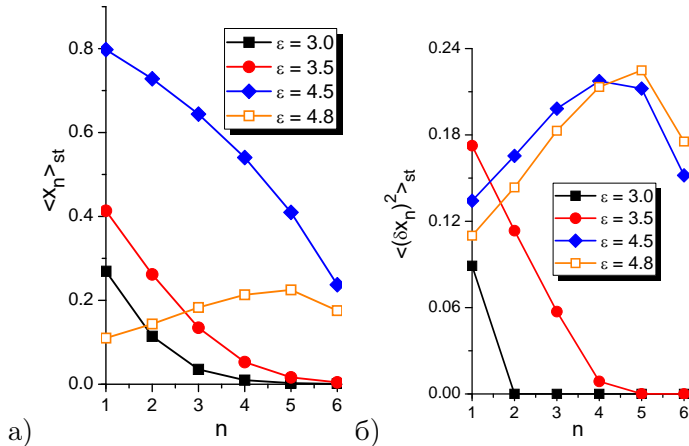 0.8
0.6
0.4
0.2
0.0
<x_n>_st
ε = 3.0
ε = 3.5
ε = 4.5
ε = 4.8
1 2 3 4 5 6
n
а)
0.24
0.18
0.12
0.06
0.00
<(δx_n)^2>_st
ε = 3.0
ε = 3.5
ε = 4.5
ε = 4.8
1 2 3 4 5 6
n
б)